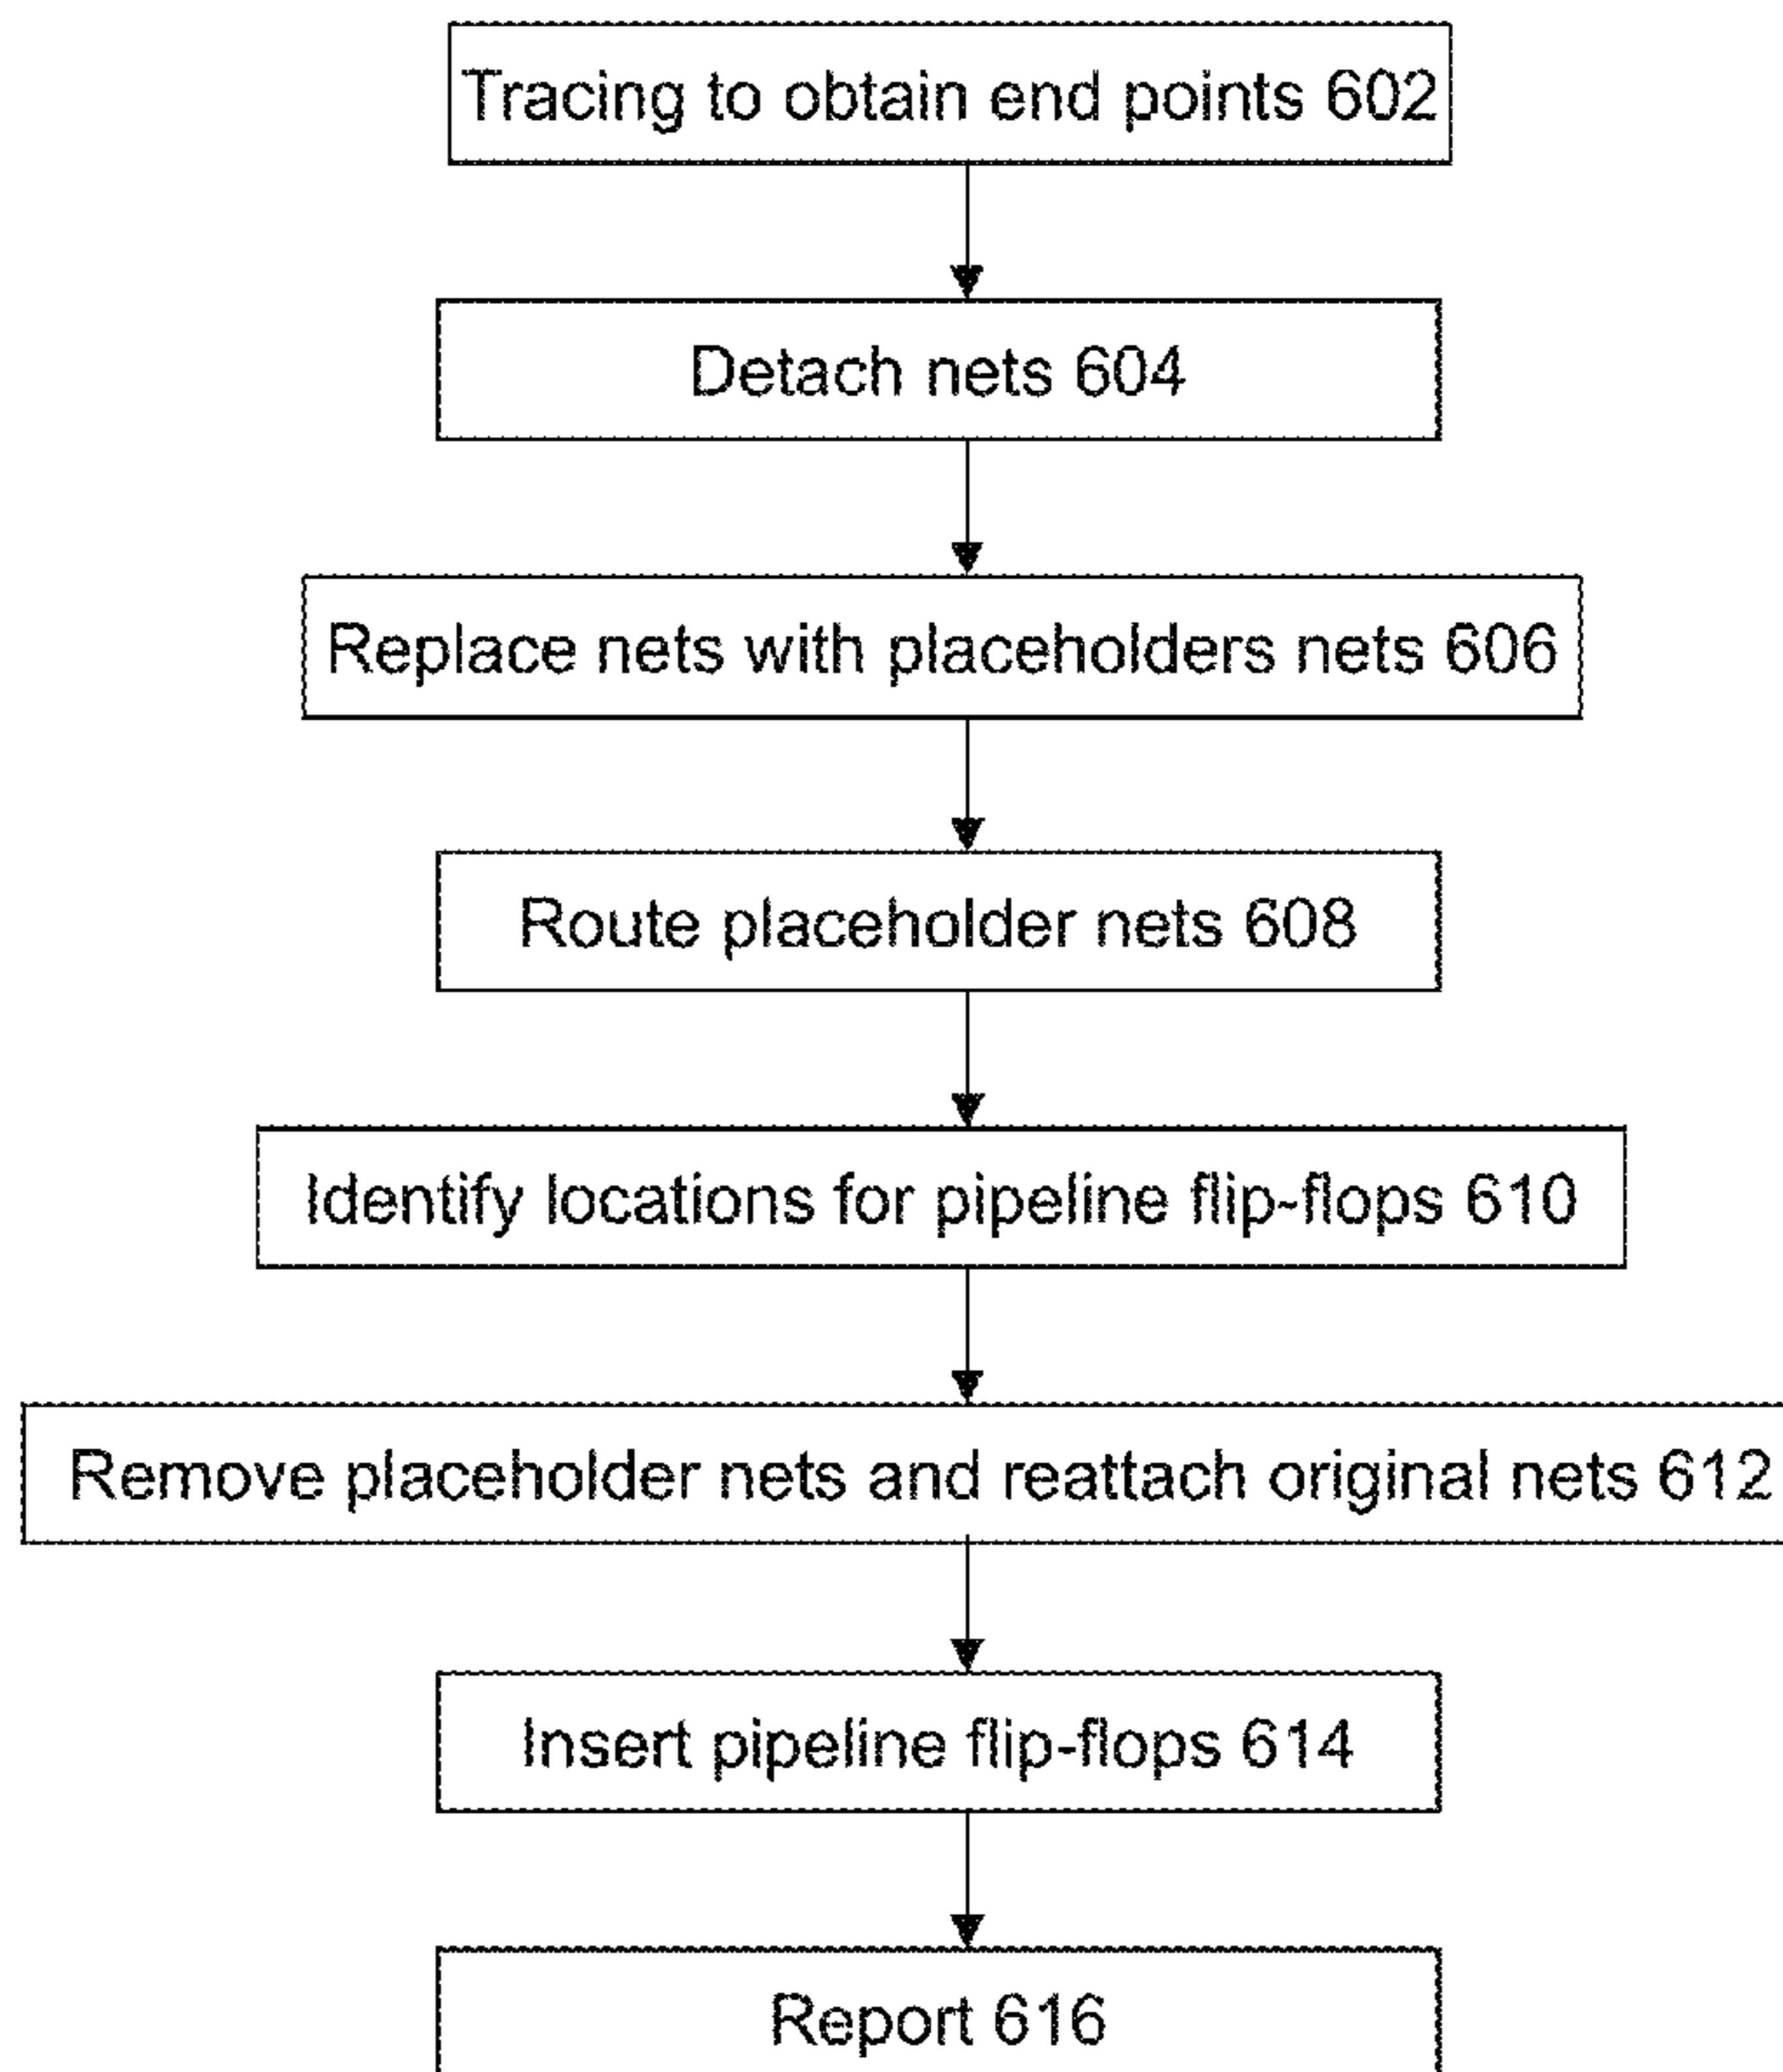 Tracing to obtain end points 602
Detach nets 604
Replace nets with placeholders nets 606
Route placeholder nets 608
Identify locations for pipeline flip-flops 610
Remove placeholder nets and reattach original nets 612
Insert pipeline flip-flops 614
Report 616